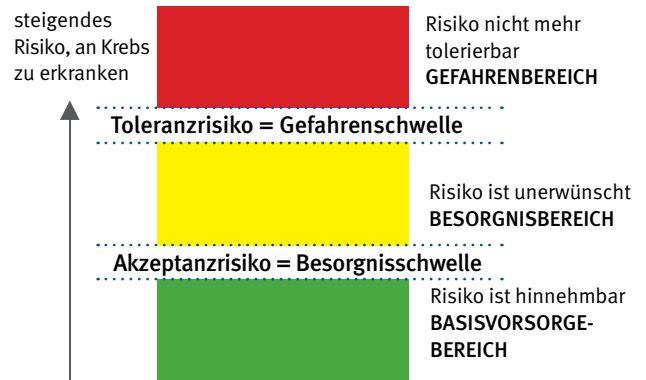 steigendes
Risiko, an Krebs
zu erkranken
Risiko nicht mehr
tolerierbar
GEFAHRENBEREICH
Toleranzrisiko = Gefahrenschwelle
Risiko ist unerwünscht
BESORGNISBEREICH
Akzeptanzrisiko = Besorgnisschwelle
Risiko ist hinnehmbar
BASISVORSORGE-
BEREICH